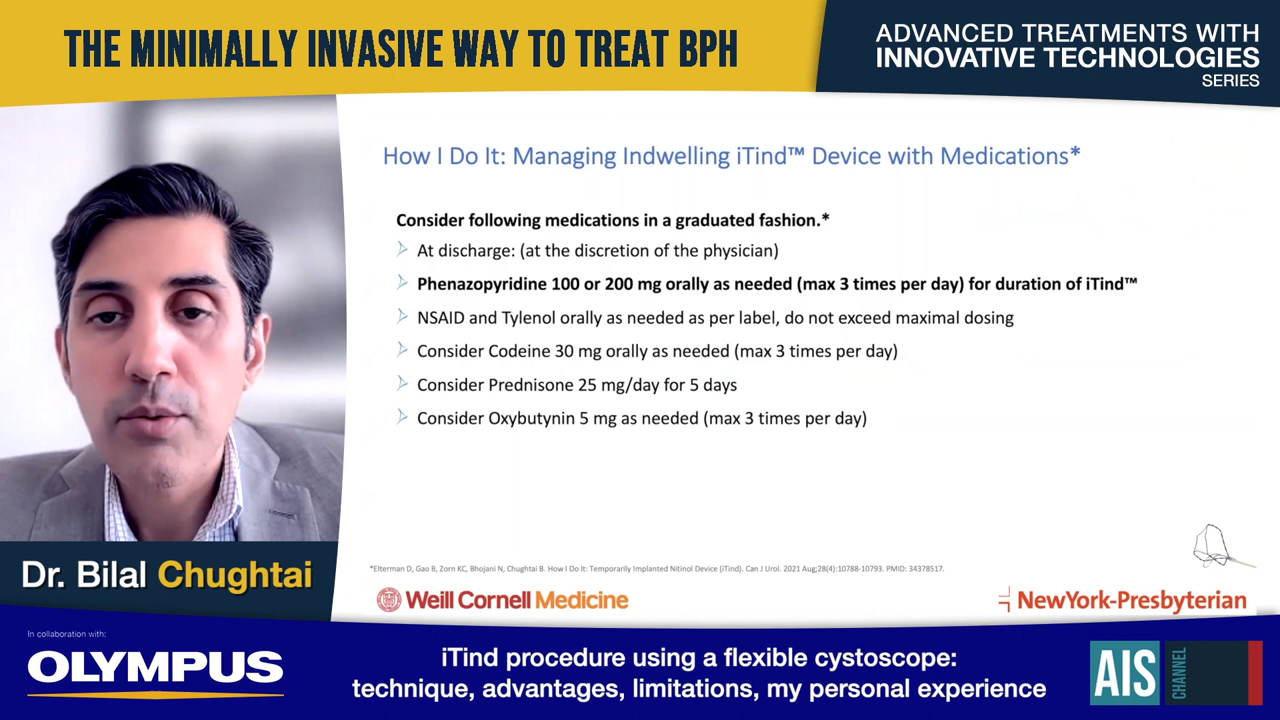 THE MINIMALLY INVASIVE WAY TO TREAT BPH
ADVANCED TREATMENTS WITH
INNOVATIVE TECHNOLOGIES
SERIES
How I Do It: Managing Indwelling iTind™ Device with Medications*
Consider following medications in a graduated fashion.*
At discharge: (at the discretion of the physician)
Phenazopyridine 100 or 200 mg orally as needed (max 3 times per day) for duration of iTind™
NSAID and Tylenol orally as needed as per label, do not exceed maximal dosing
Consider Codeine 30 mg orally as needed (max 3 times per day)
Consider Prednisone 25 mg/day for 5 days
Consider Oxybutynin 5 mg as needed (max 3 times per day)
*Elterman D, Gao B, Zorn KC, Bhojani N, Chughtai B. How I Do It: Temporarily Implanted Nitinol Device (iTind). Can J Urol. 2021 Aug;28(4):10788-10793. PMID: 34378517.
Dr. Bilal Chughtai
Weill Cornell Medicine
NewYork-Presbyterian
In collaboration with:
OLYMPUS
iTind procedure using a flexible cystoscope:
technique, advantages, limitations, my personal experience
AIS
CHANNEL